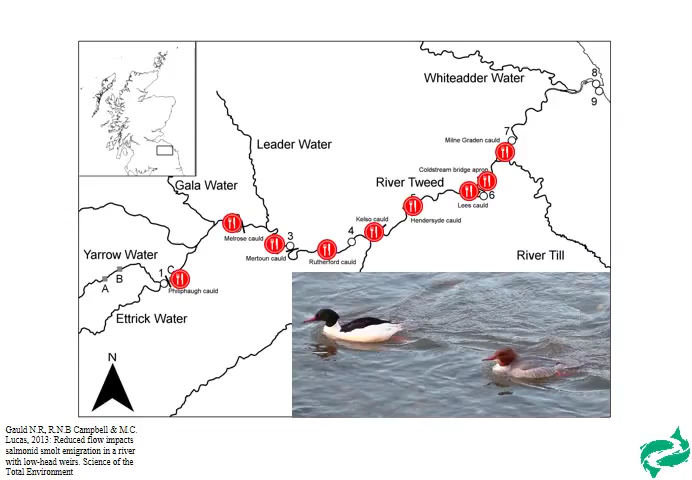 Whiteadder Water
8
9
7
Milne Graden cauld
Leader Water
Coldstream bridge apron
River Tweed
Gala Water
6
Lees cauld
Kelso cauld
Hendersyde cauld
4
3
Melrose cauld
Mertoun cauld
Rutherford cauld
River Till
Yarrow Water
B
A
1
Philiphaugh cauld
Ettrick Water
N
Gauld N.R, R.N.B Campbell & M.C.
Lucas, 2013: Reduced flow impacts
salmonid smolt emigration in a river
with low-head weirs. Science of the
Total Environment